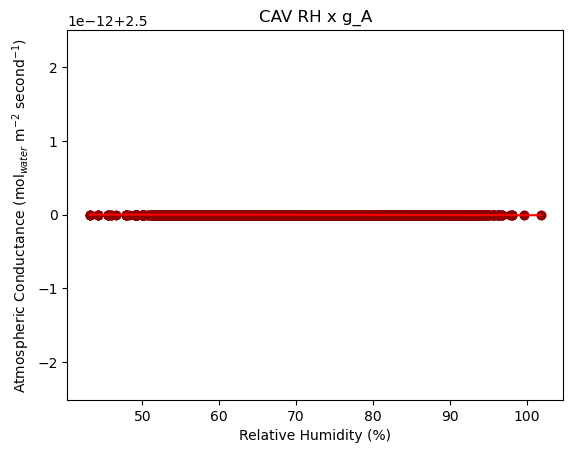 CAV RH x g_A
1e−12+2.5
2
1
0
−1
−2
Atmospheric Conductance (mol_water m⁻² second⁻¹)
50 60 70 80 90 100
Relative Humidity (%)